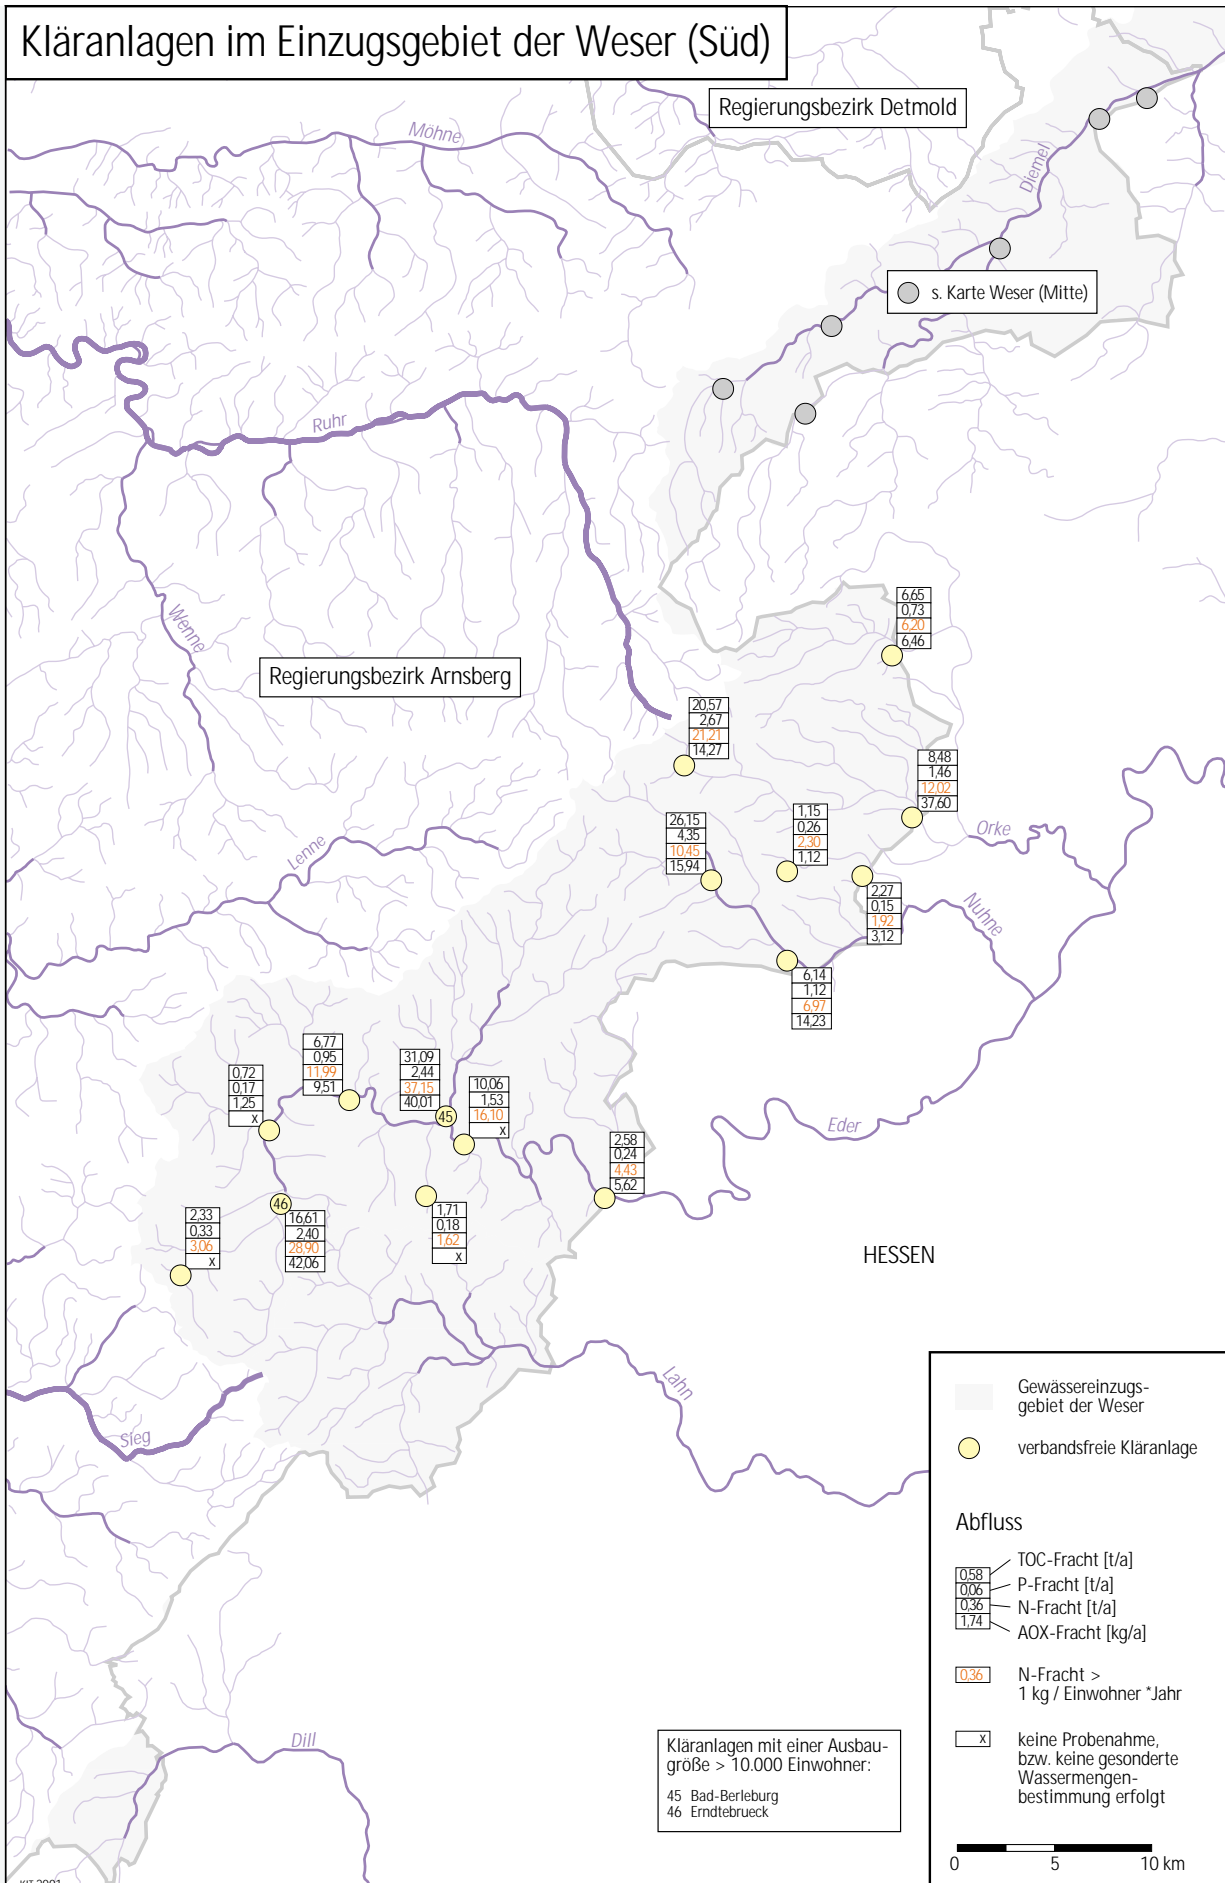 Kläranlagen im Einzugsgebiet der Weser (Süd)
Regierungsbezirk Detmold
Möhne
Diemel
s. Karte Weser (Mitte)
Ruhr
Wenne
Regierungsbezirk Arnsberg
6,65
0,73
6,20
6,46
20,57
2,67
21,21
14,27
8,48
1,46
12,02
37,60
Orke
26,15
4,35
10,45
15,94
1,15
0,26
2,30
1,12
Lenne
2,27
0,15
1,92
3,12
Nuhne
6,14
1,12
6,97
14,23
6,77
0,95
11,99
9,51
31,09
2,44
37,15
40,01
0,72
0,17
1,25
x
10,06
1,53
16,10
x
45
Eder
2,58
0,24
4,43
5,62
46
16,61
2,40
28,90
42,06
1,71
0,18
1,62
x
2,33
0,33
3,06
x
HESSEN
Lahn
Sieg
Dill
Gewässereinzugs-
gebiet der Weser
verbandsfreie Kläranlage
Abfluss
0,58 TOC-Fracht [t/a]
0,06 P-Fracht [t/a]
0,36 N-Fracht [t/a]
1,74 AOX-Fracht [kg/a]
0,36 N-Fracht >
1 kg / Einwohner *Jahr
x keine Probenahme,
bzw. keine gesonderte
Wassermengen-
bestimmung erfolgt
0 5 10 km
Kläranlagen mit einer Ausbau-
größe > 10.000 Einwohner:
45 Bad-Berleburg
46 Erndtebrueck